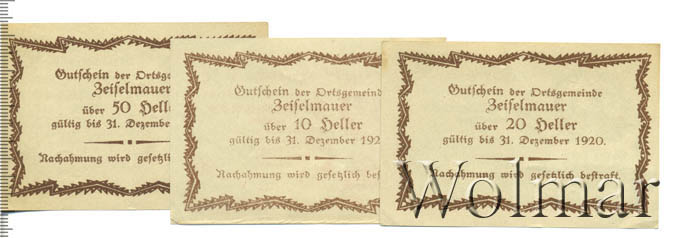 Gutschein der Ortsge
Zeiselmauer
über 50 Heller
gültig bis 31. Dezember
Nachahmung wird gesetzlich
Gutschein der Ortsgemeinde
Zeiselmauer
über 10 Heller
gültig bis 31. Dezember 192
Nachahmung wird gesetzlich best
Gutschein der Ortsgemeinde
Zeiselmauer
über 20 Heller
gültig bis 31. Dezember 1920.
Nachahmung wird gesetzlich bestraft.
Wolmar